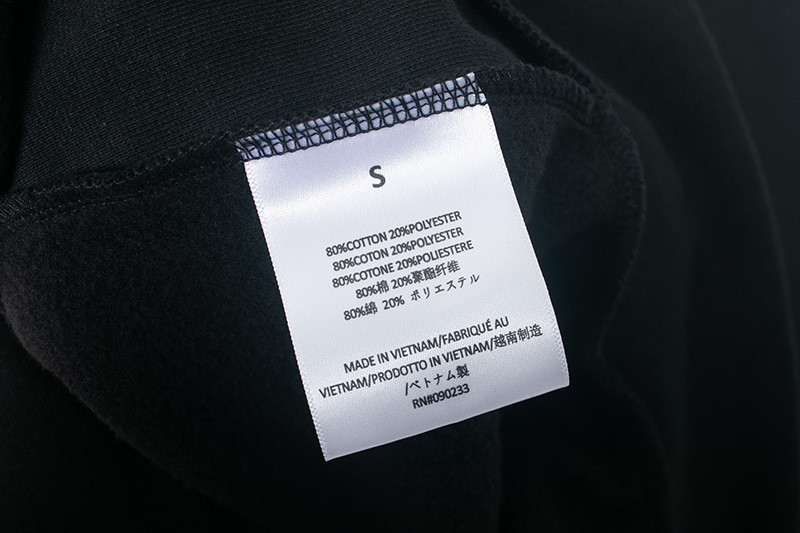 S
80%COTTON 20%POLYESTER
80%COTON 20%POLYESTER
80%COTONE 20%POLIESTERE
80%棉 20%聚酯纤维
80%綿 20% ポリエステル
MADE IN VIETNAM/FABRIQUÉ AU
VIETNAM/PRODOTTO IN VIETNAM/越南制造
/ベトナム製
RN#090233